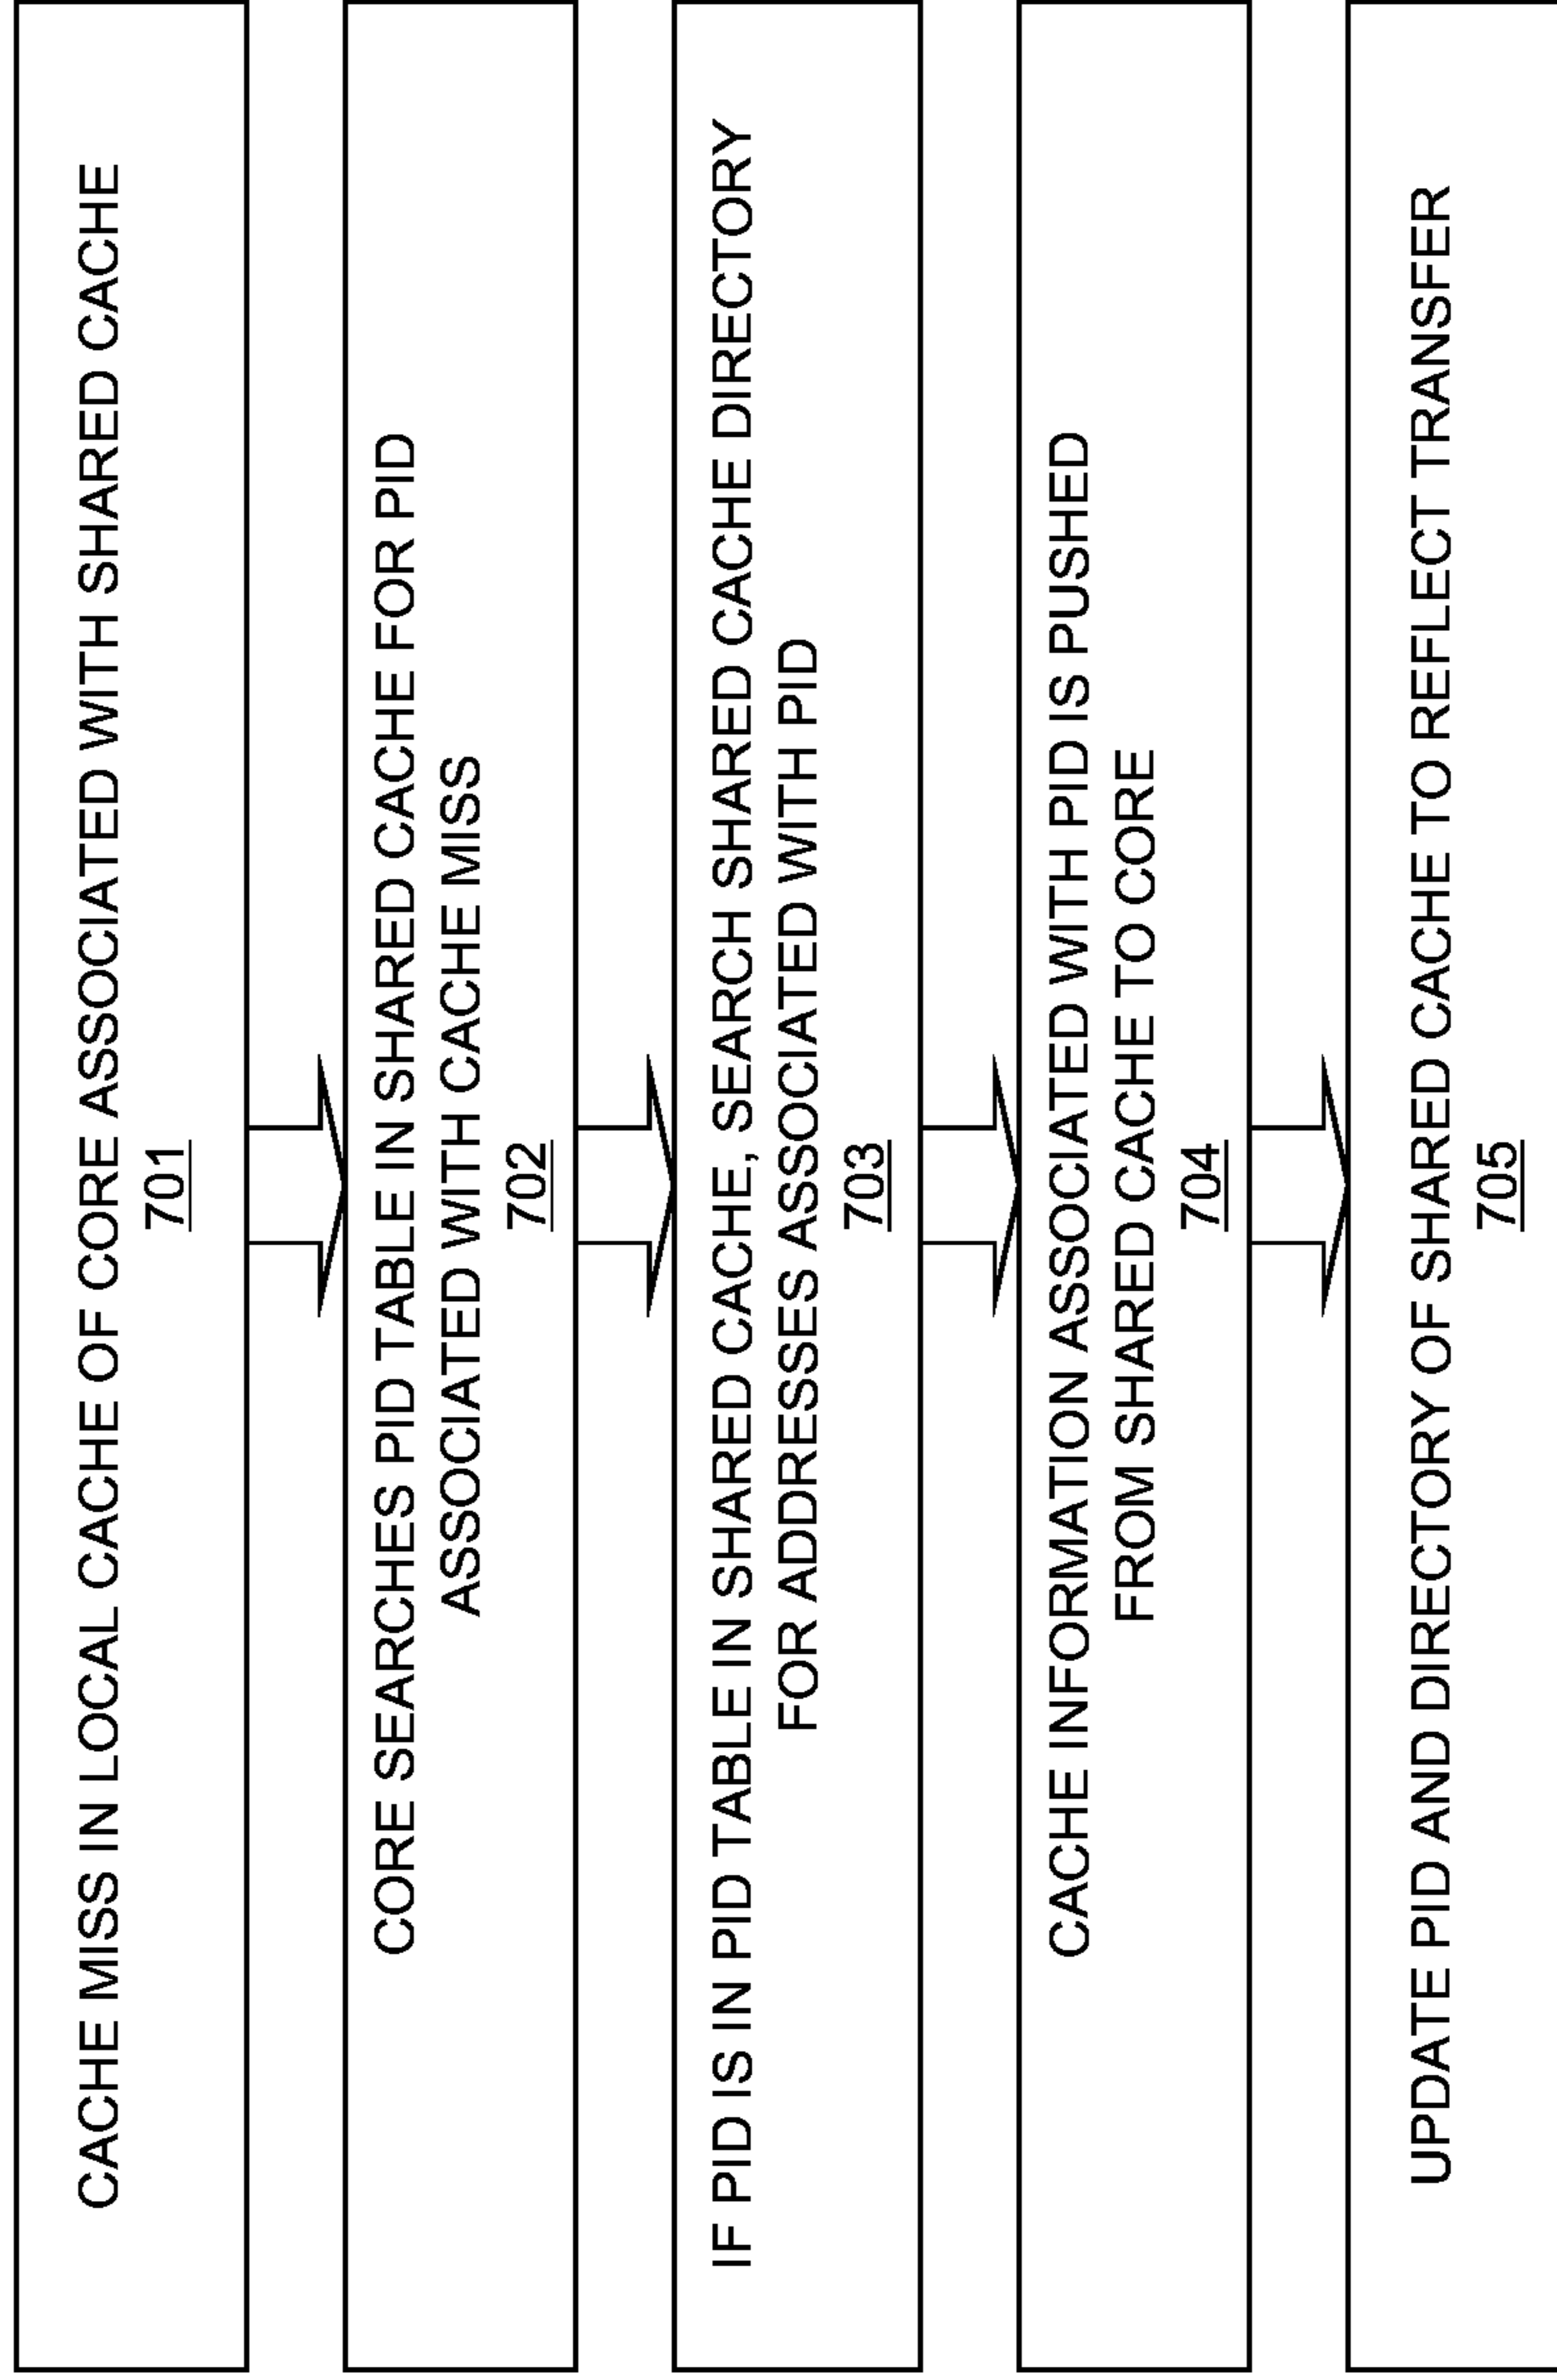 CACHE MISS IN LOCAL CACHE OF CORE ASSOCIATED WITH SHARED CACHE
701
CORE SEARCHES PID TABLE IN SHARED CACHE FOR PID
ASSOCIATED WITH CACHE MISS
702
IF PID IS IN PID TABLE IN SHARED CACHE, SEARCH SHARED CACHE DIRECTORY
FOR ADDRESSES ASSOCIATED WITH PID
703
CACHE INFORMATION ASSOCIATED WITH PID IS PUSHED
FROM SHARED CACHE TO CORE
704
UPDATE PID AND DIRECTORY OF SHARED CACHE TO REFLECT TRANSFER
705